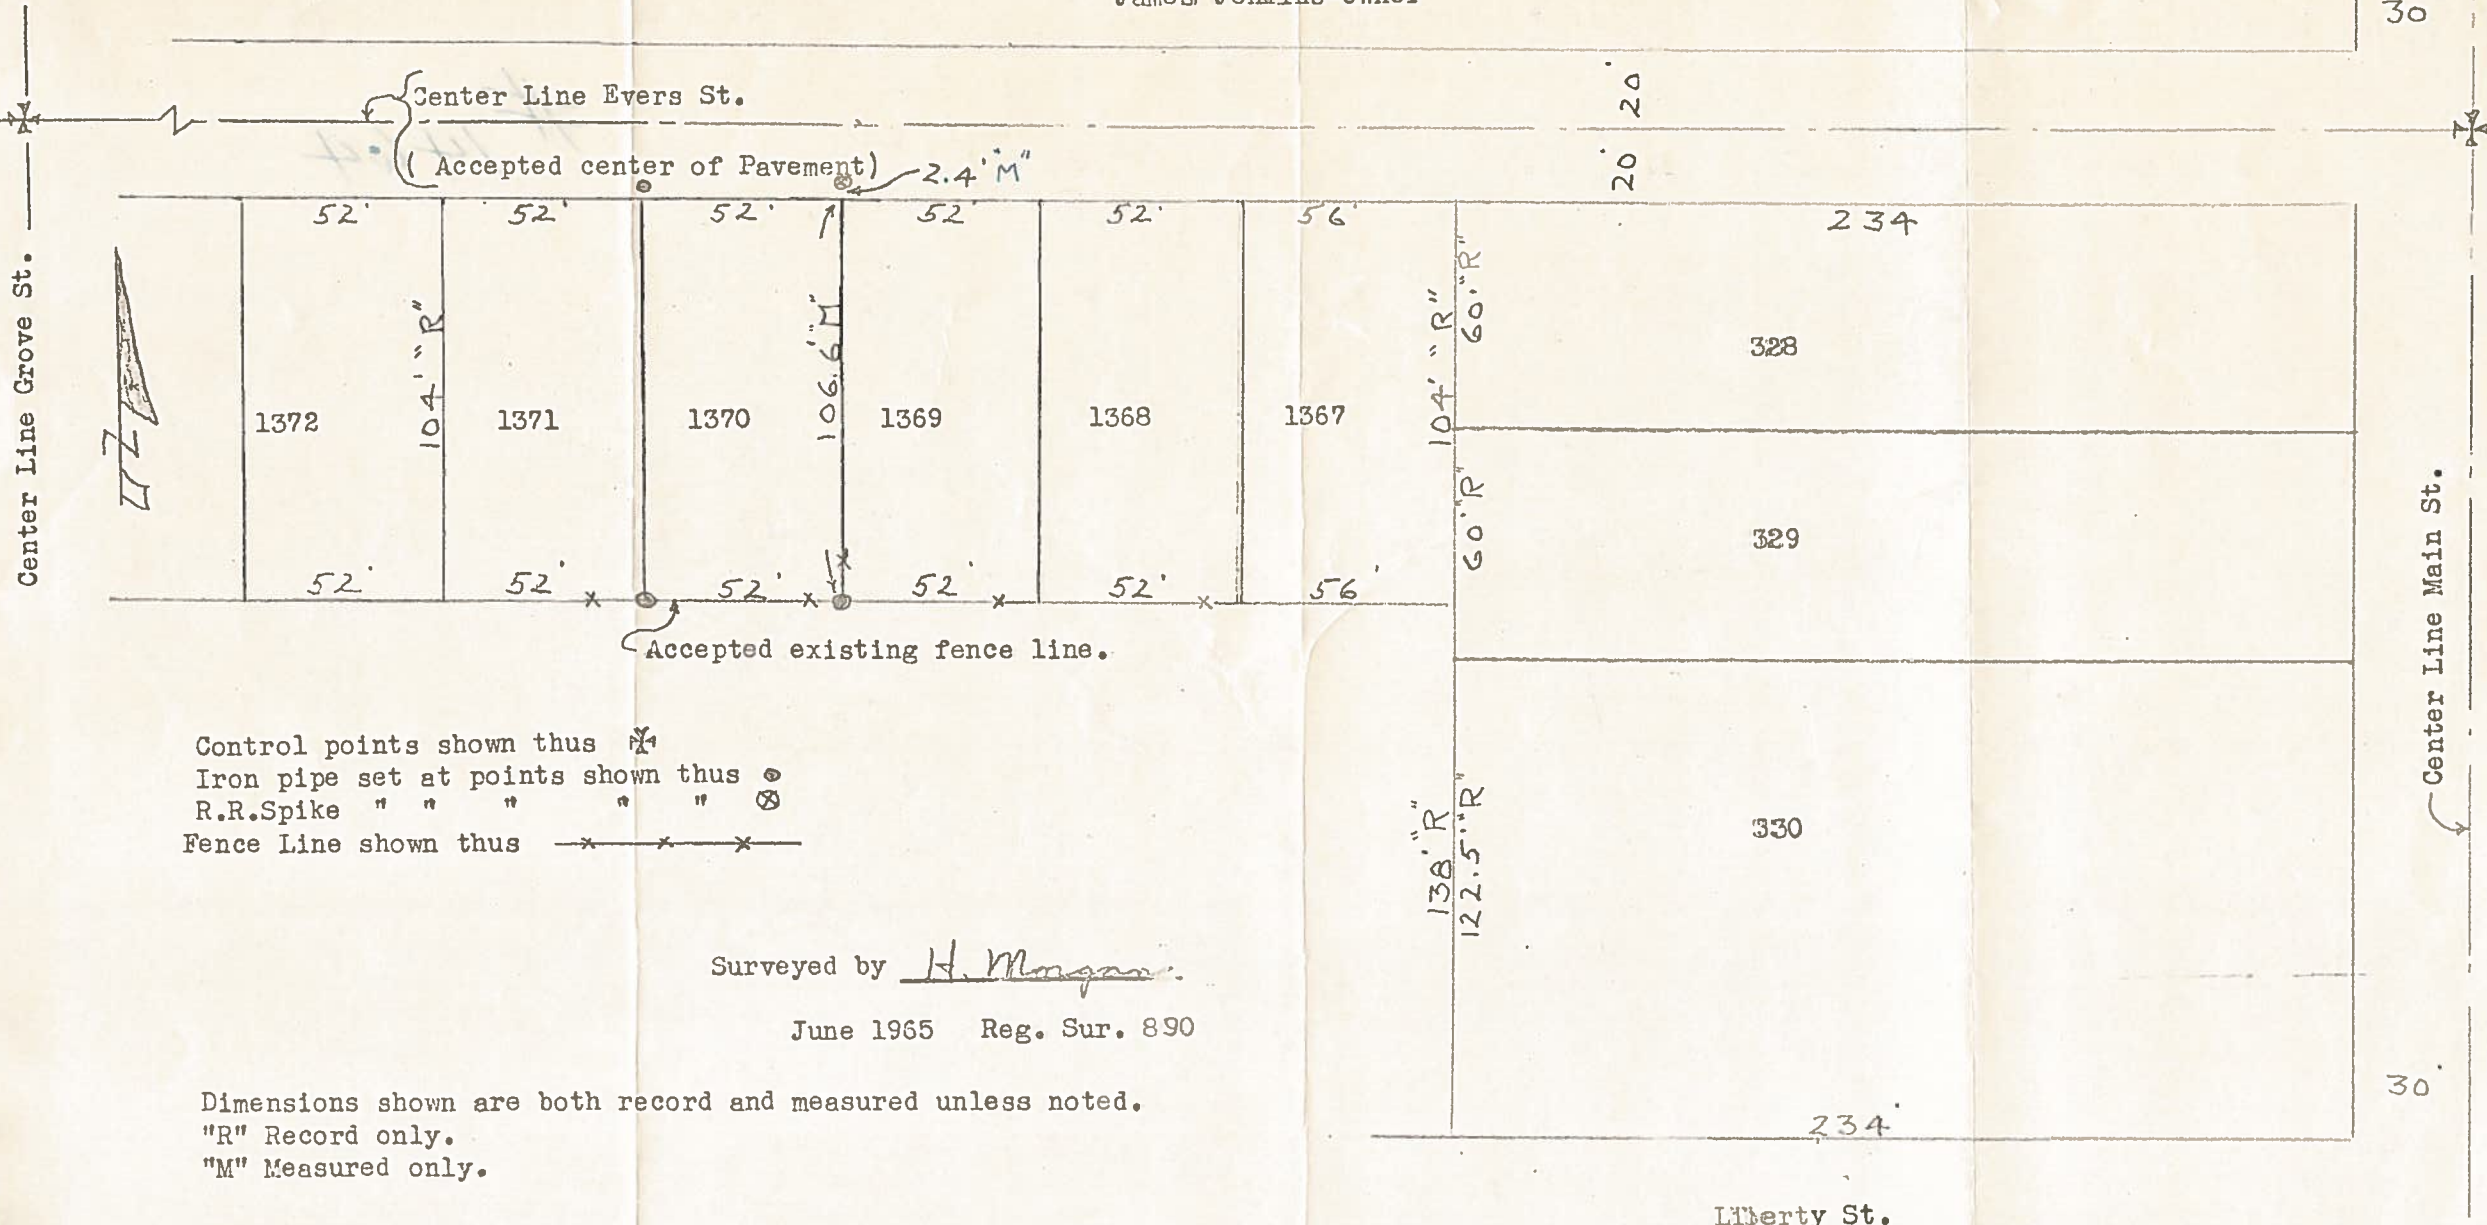 30
Center Line Evers St.
( Accepted center of Pavement)
2.4' "M"
20'
20'
52'
52'
52'
52'
52'
56'
234
Center Line Grove St.
104' "R"
106.6' "M"
104' "R"
60' "R"
328
1372
1371
1370
1369
1368
1367
60' "R"
329
Center Line Main St.
52'
52'
52'
52'
52'
56'
Accepted existing fence line.
Control points shown thus
Iron pipe set at points shown thus
R.R.Spike " " " " "
Fence Line shown thus
138' "R"
122.5' "R"
330
Surveyed by H. Morgan
June 1965 Reg. Sur. 890
30'
Dimensions shown are both record and measured unless noted.
"R" Record only.
"M" Measured only.
234'
Liberty St.